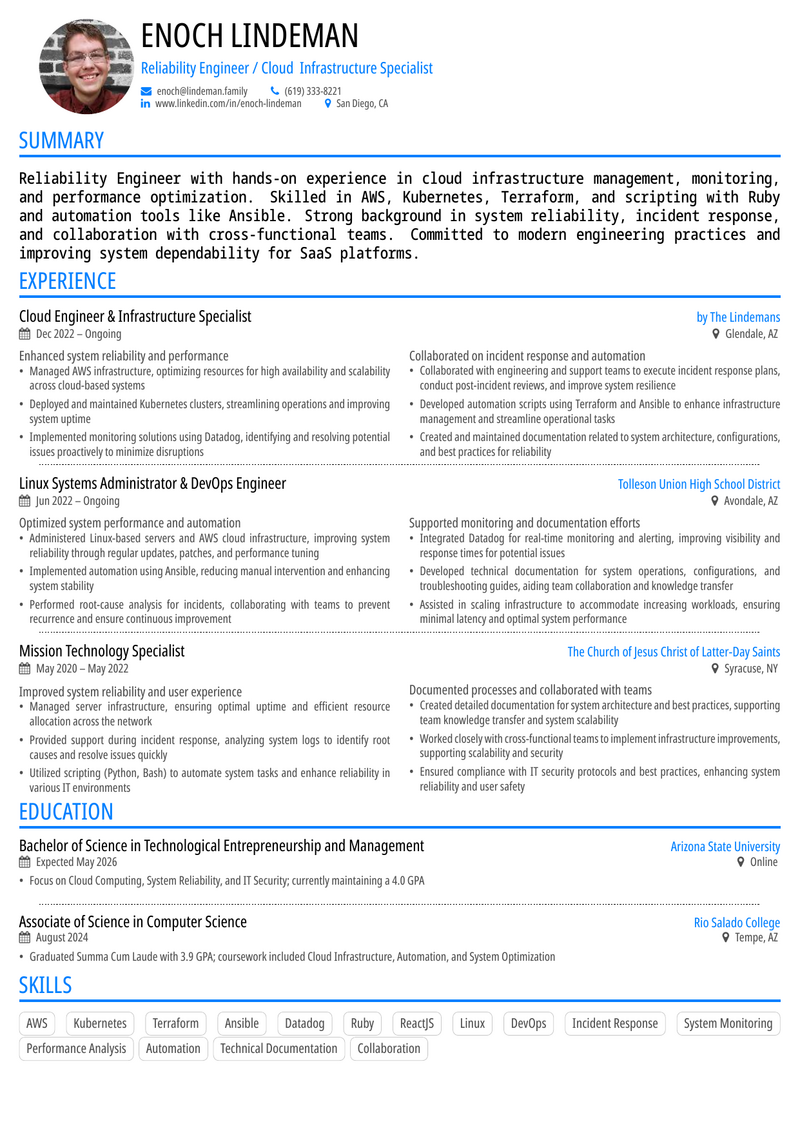 ENOCH LINDEMAN
Reliability Engineer / Cloud Infrastructure Specialist
enoch@lindeman.family (619) 333-8221
www.linkedin.com/in/enoch-lindeman San Diego, CA
SUMMARY
Reliability Engineer with hands-on experience in cloud infrastructure management, monitoring,
and performance optimization. Skilled in AWS, Kubernetes, Terraform, and scripting with Ruby
and automation tools like Ansible. Strong background in system reliability, incident response,
and collaboration with cross-functional teams. Committed to modern engineering practices and
improving system dependability for SaaS platforms.
EXPERIENCE
Cloud Engineer & Infrastructure Specialist by The Lindemans
Dec 2022 – Ongoing Glendale, AZ
Enhanced system reliability and performance
• Managed AWS infrastructure, optimizing resources for high availability and scalability
across cloud-based systems
• Deployed and maintained Kubernetes clusters, streamlining operations and improving
system uptime
• Implemented monitoring solutions using Datadog, identifying and resolving potential
issues proactively to minimize disruptions
Collaborated on incident response and automation
• Collaborated with engineering and support teams to execute incident response plans,
conduct post-incident reviews, and improve system resilience
• Developed automation scripts using Terraform and Ansible to enhance infrastructure
management and streamline operational tasks
• Created and maintained documentation related to system architecture, configurations,
and best practices for reliability
Linux Systems Administrator & DevOps Engineer Tolleson Union High School District
Jun 2022 – Ongoing Avondale, AZ
Optimized system performance and automation
• Administered Linux-based servers and AWS cloud infrastructure, improving system
reliability through regular updates, patches, and performance tuning
• Implemented automation using Ansible, reducing manual intervention and enhancing
system stability
• Performed root-cause analysis for incidents, collaborating with teams to prevent
recurrence and ensure continuous improvement
Supported monitoring and documentation efforts
• Integrated Datadog for real-time monitoring and alerting, improving visibility and
response times for potential issues
• Developed technical documentation for system operations, configurations, and
troubleshooting guides, aiding team collaboration and knowledge transfer
• Assisted in scaling infrastructure to accommodate increasing workloads, ensuring
minimal latency and optimal system performance
Mission Technology Specialist The Church of Jesus Christ of Latter-Day Saints
May 2020 – May 2022 Syracuse, NY
Improved system reliability and user experience
• Managed server infrastructure, ensuring optimal uptime and efficient resource
allocation across the network
• Provided support during incident response, analyzing system logs to identify root
causes and resolve issues quickly
• Utilized scripting (Python, Bash) to automate system tasks and enhance reliability in
various IT environments
Documented processes and collaborated with teams
• Created detailed documentation for system architecture and best practices, supporting
team knowledge transfer and system scalability
• Worked closely with cross-functional teams to implement infrastructure improvements,
supporting scalability and security
• Ensured compliance with IT security protocols and best practices, enhancing system
reliability and user safety
EDUCATION
Bachelor of Science in Technological Entrepreneurship and Management Arizona State University
Expected May 2026 Online
• Focus on Cloud Computing, System Reliability, and IT Security; currently maintaining a 4.0 GPA
Associate of Science in Computer Science Rio Salado College
August 2024 Tempe, AZ
• Graduated Summa Cum Laude with 3.9 GPA; coursework included Cloud Infrastructure, Automation, and System Optimization
SKILLS
AWS Kubernetes Terraform Ansible Datadog Ruby ReactJS Linux DevOps Incident Response System Monitoring
Performance Analysis Automation Technical Documentation Collaboration